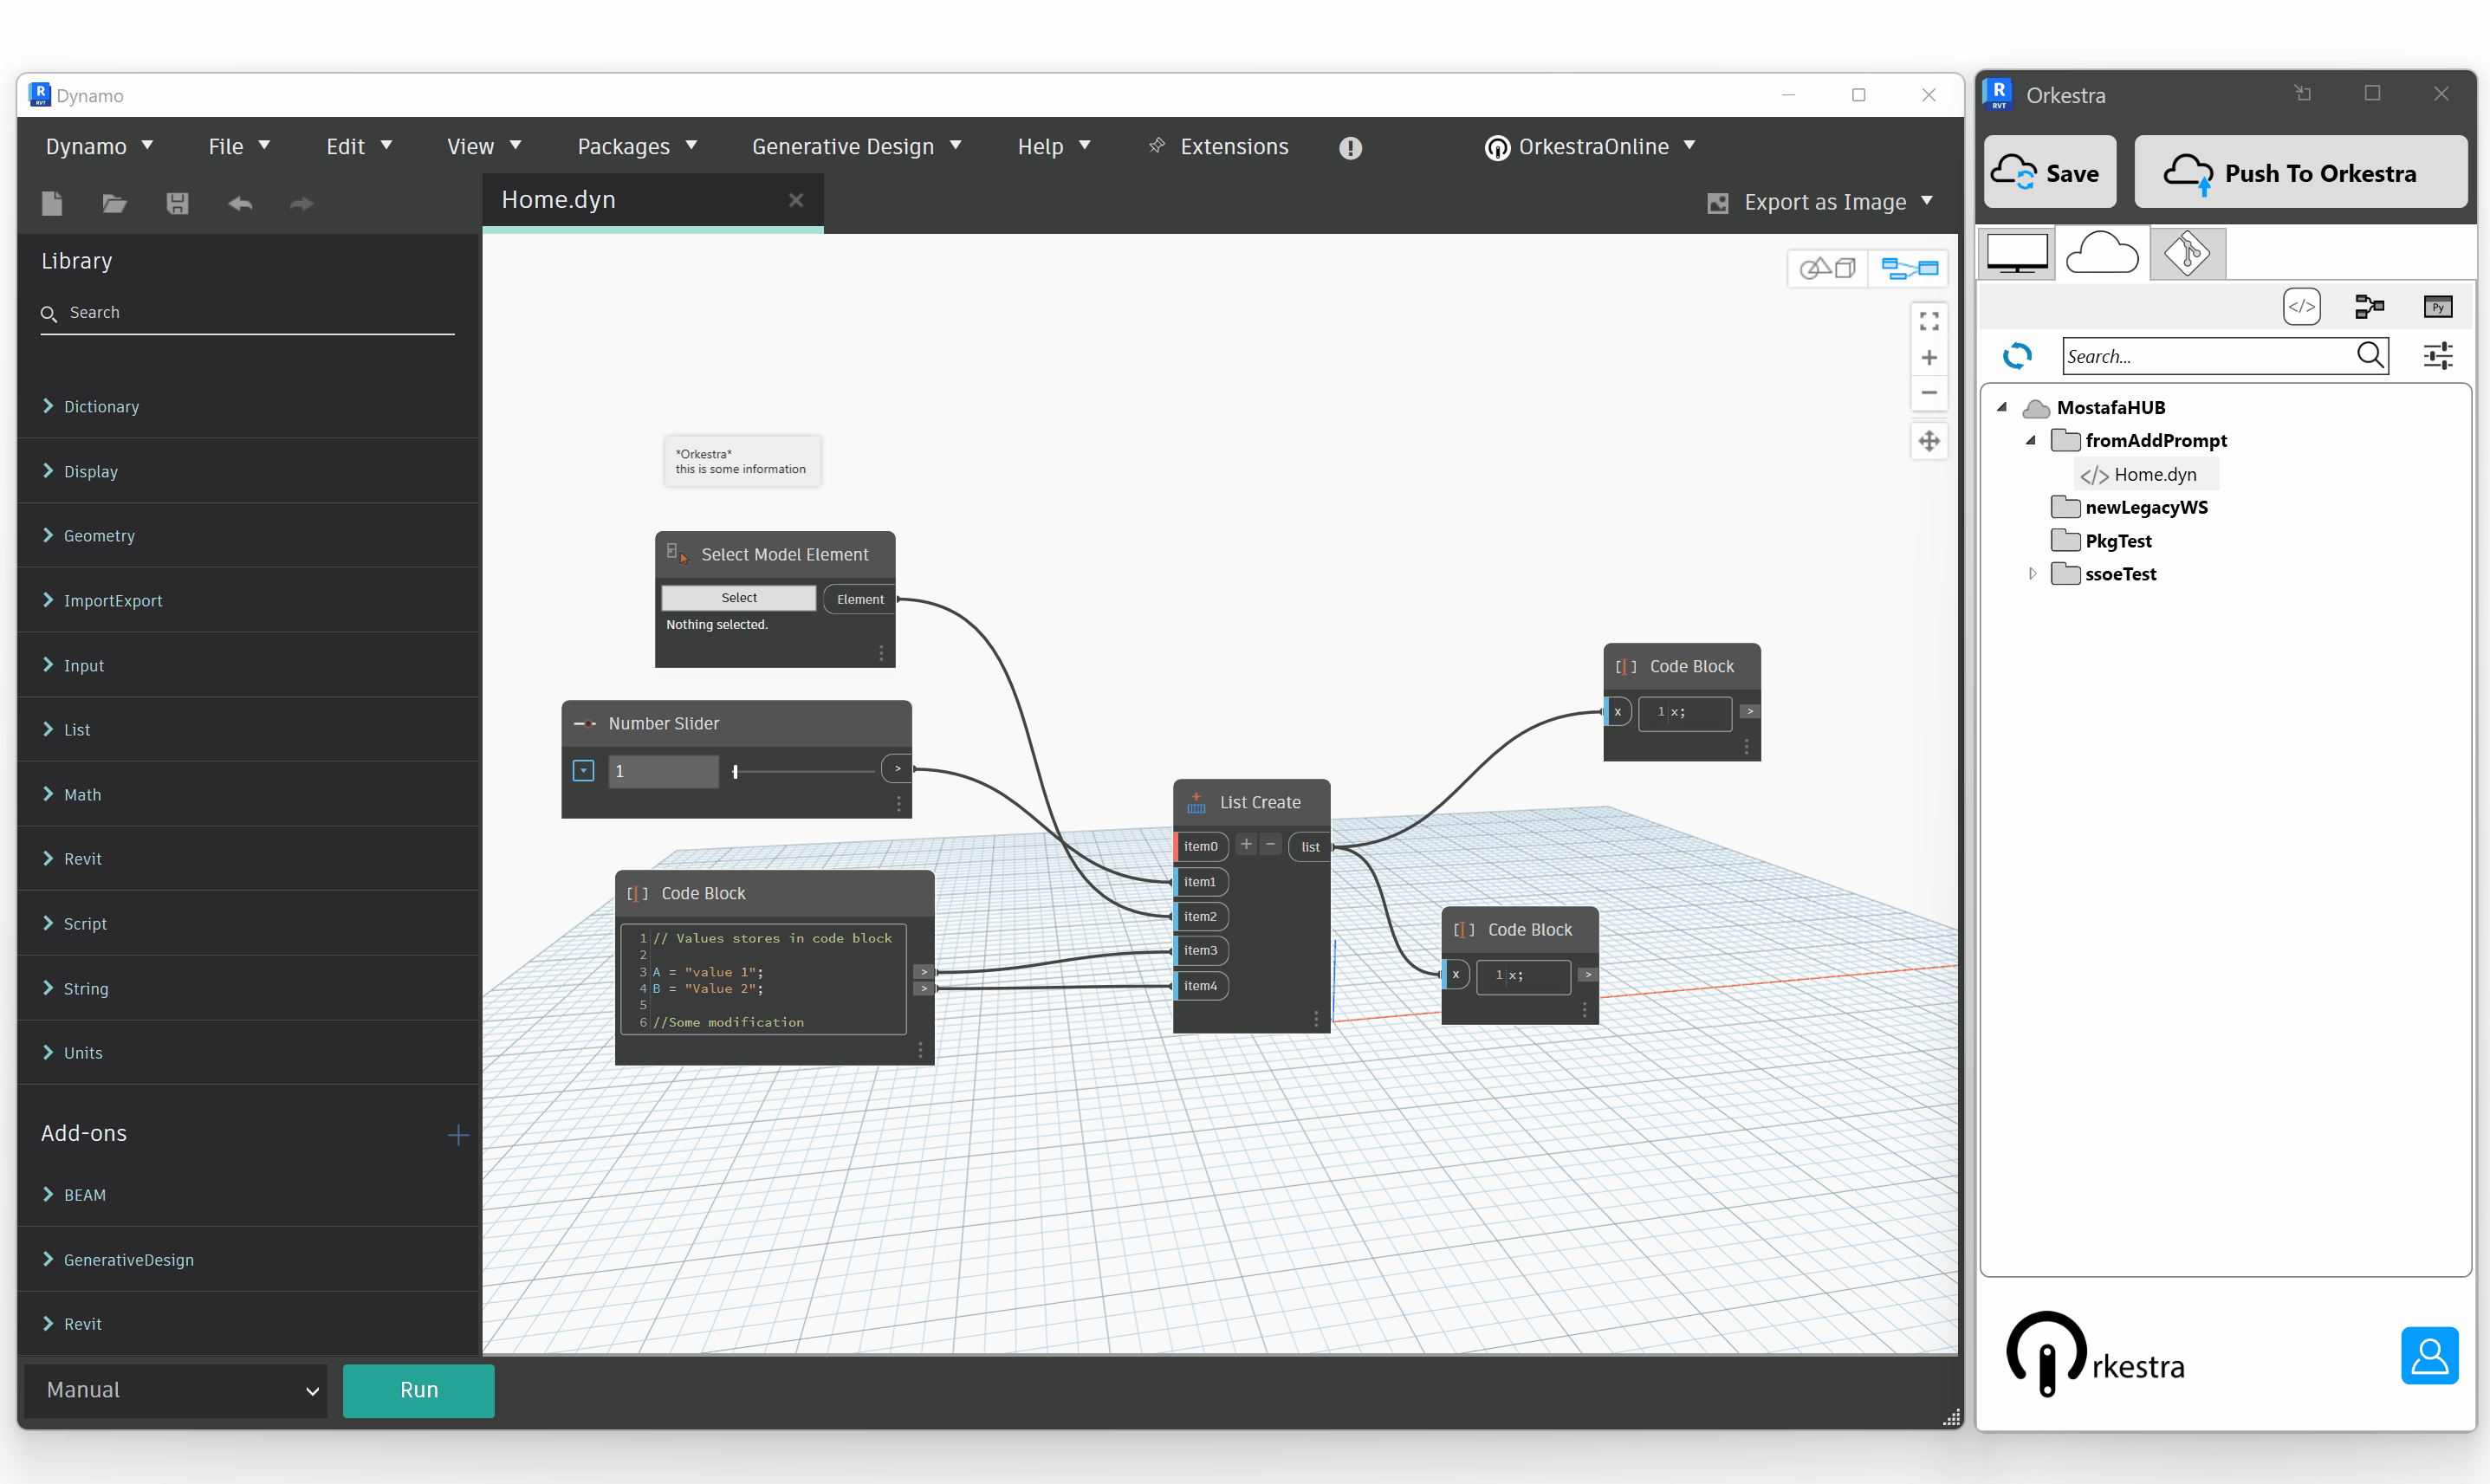 R
RVT
Dynamo
Dynamo File Edit View Packages Generative Design Help Extensions OrkestraOnline
Home.dyn
Export as Image
Library
Search
Dictionary
Display
Geometry
ImportExport
Input
List
Math
Revit
Script
String
Units
Add-ons
BEAM
GenerativeDesign
Revit
Manual
Run
*Orkestra*
this is some information
Select Model Element
Select
Element
Nothing selected.
Number Slider
1
>
Code Block
1 // Values stores in code block
2
3 A = "value 1";
4 B = "Value 2";
5
6 //Some modification
>
>
List Create
item0 + - list
item1
item2
item3
item4
Code Block
x 1 x; >
Code Block
x 1 x; >
R
RVT
Orkestra
Save
Push To Orkestra
</>
Py
Search...
MostafaHUB
fromAddPrompt
</> Home.dyn
newLegacyWS
PkgTest
ssoeTest
rkestra